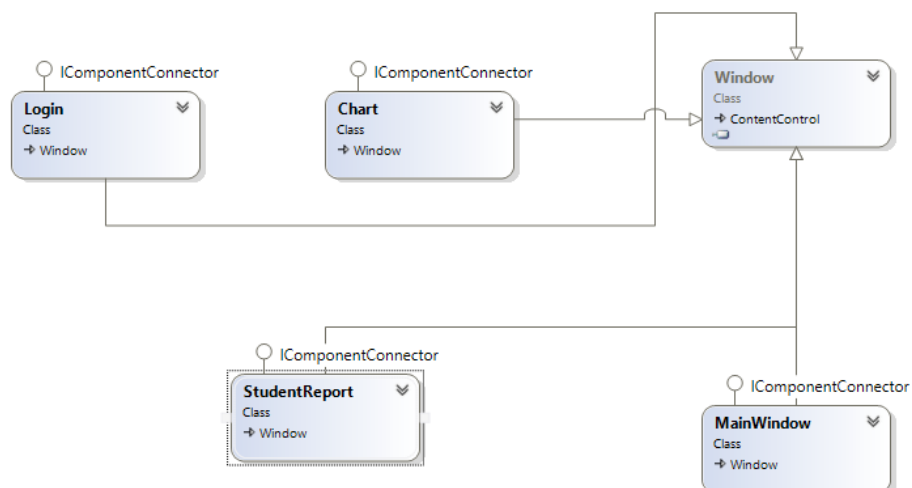 IComponentConnector
Login
Class
Window
IComponentConnector
Chart
Class
Window
Window
Class
ContentControl
IComponentConnector
StudentReport
Class
Window
IComponentConnector
MainWindow
Class
Window